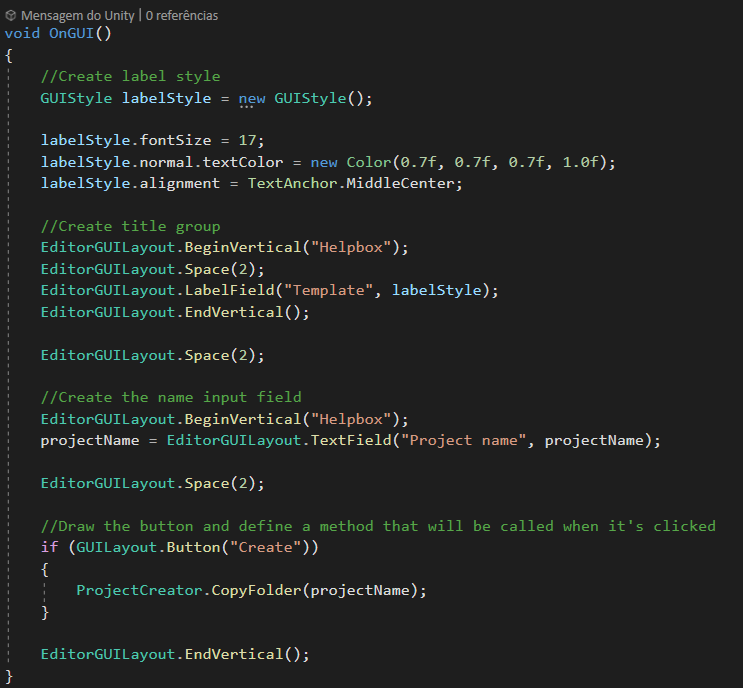 Mensagem do Unity | 0 referências
void OnGUI()
{
//Create label style
GUIStyle labelStyle = new GUIStyle();
labelStyle.fontSize = 17;
labelStyle.normal.textColor = new Color(0.7f, 0.7f, 0.7f, 1.0f);
labelStyle.alignment = TextAnchor.MiddleCenter;
//Create title group
EditorGUILayout.BeginVertical("Helpbox");
EditorGUILayout.Space(2);
EditorGUILayout.LabelField("Template", labelStyle);
EditorGUILayout.EndVertical();
EditorGUILayout.Space(2);
//Create the name input field
EditorGUILayout.BeginVertical("Helpbox");
projectName = EditorGUILayout.TextField("Project name", projectName);
EditorGUILayout.Space(2);
//Draw the button and define a method that will be called when it's clicked
if (GUILayout.Button("Create"))
{
ProjectCreator.CopyFolder(projectName);
}
EditorGUILayout.EndVertical();
}